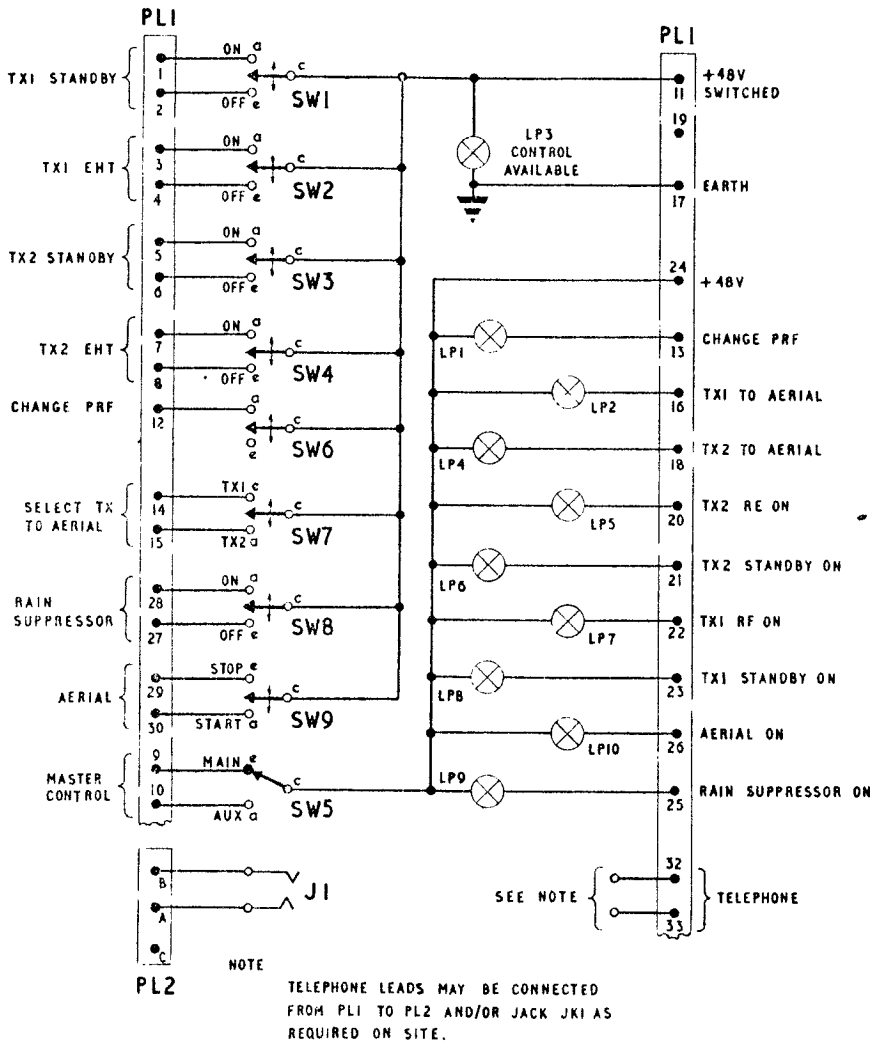 PL1
PL1
TX1 STANDBY
1
ON a
2
OFF e
c
SW1
11
+48V
SWITCHED
19
LP3
CONTROL
AVAILABLE
17
EARTH
TX1 EHT
3
ON a
4
OFF e
c
SW2
TX2 STANDBY
5
ON a
6
OFF e
c
SW3
24
+48V
TX2 EHT
7
ON a
8
OFF e
c
SW4
LP1
13
CHANGE PRF
CHANGE PRF
12
a
e
c
SW6
LP2
16
TX1 TO AERIAL
LP4
18
TX2 TO AERIAL
SELECT TX
TO AERIAL
14
TX1 e
15
TX2 a
c
SW7
LP5
20
TX2 RE ON
LP6
21
TX2 STANDBY ON
RAIN
SUPPRESSOR
28
ON a
27
OFF e
c
SW8
LP7
22
TX1 RF ON
AERIAL
29
STOP e
30
START a
c
SW9
LP8
23
TX1 STANDBY ON
LP10
26
AERIAL ON
MASTER
CONTROL
9
MAIN e
10
AUX a
c
SW5
LP9
25
RAIN SUPPRESSOR ON
B
A
C
J1
PL2
SEE NOTE
32
33
TELEPHONE
NOTE
TELEPHONE LEADS MAY BE CONNECTED
FROM PL1 TO PL2 AND/OR JACK JK1 AS
REQUIRED ON SITE.